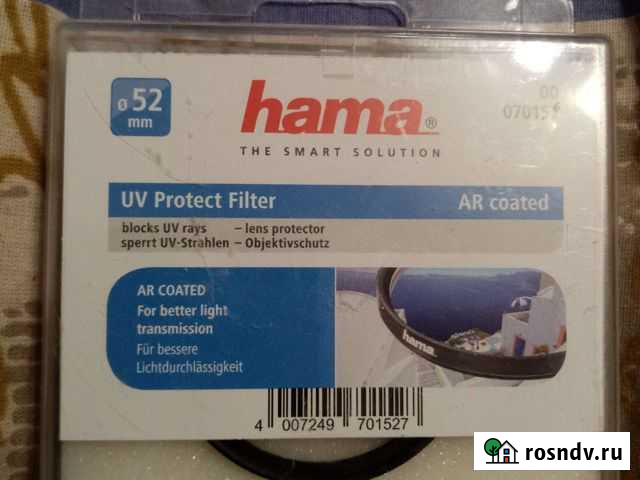 ø 52
mm
hama®
THE SMART SOLUTION
00
UV Protect Filter
AR coated
blocks UV rays – lens protector
sperrt UV-Strahlen – Objektivschutz
AR COATED
For better light
transmission
Für bessere
Lichtdurchlässigkeit
hama®
4 007249 701527
rosndv.ru